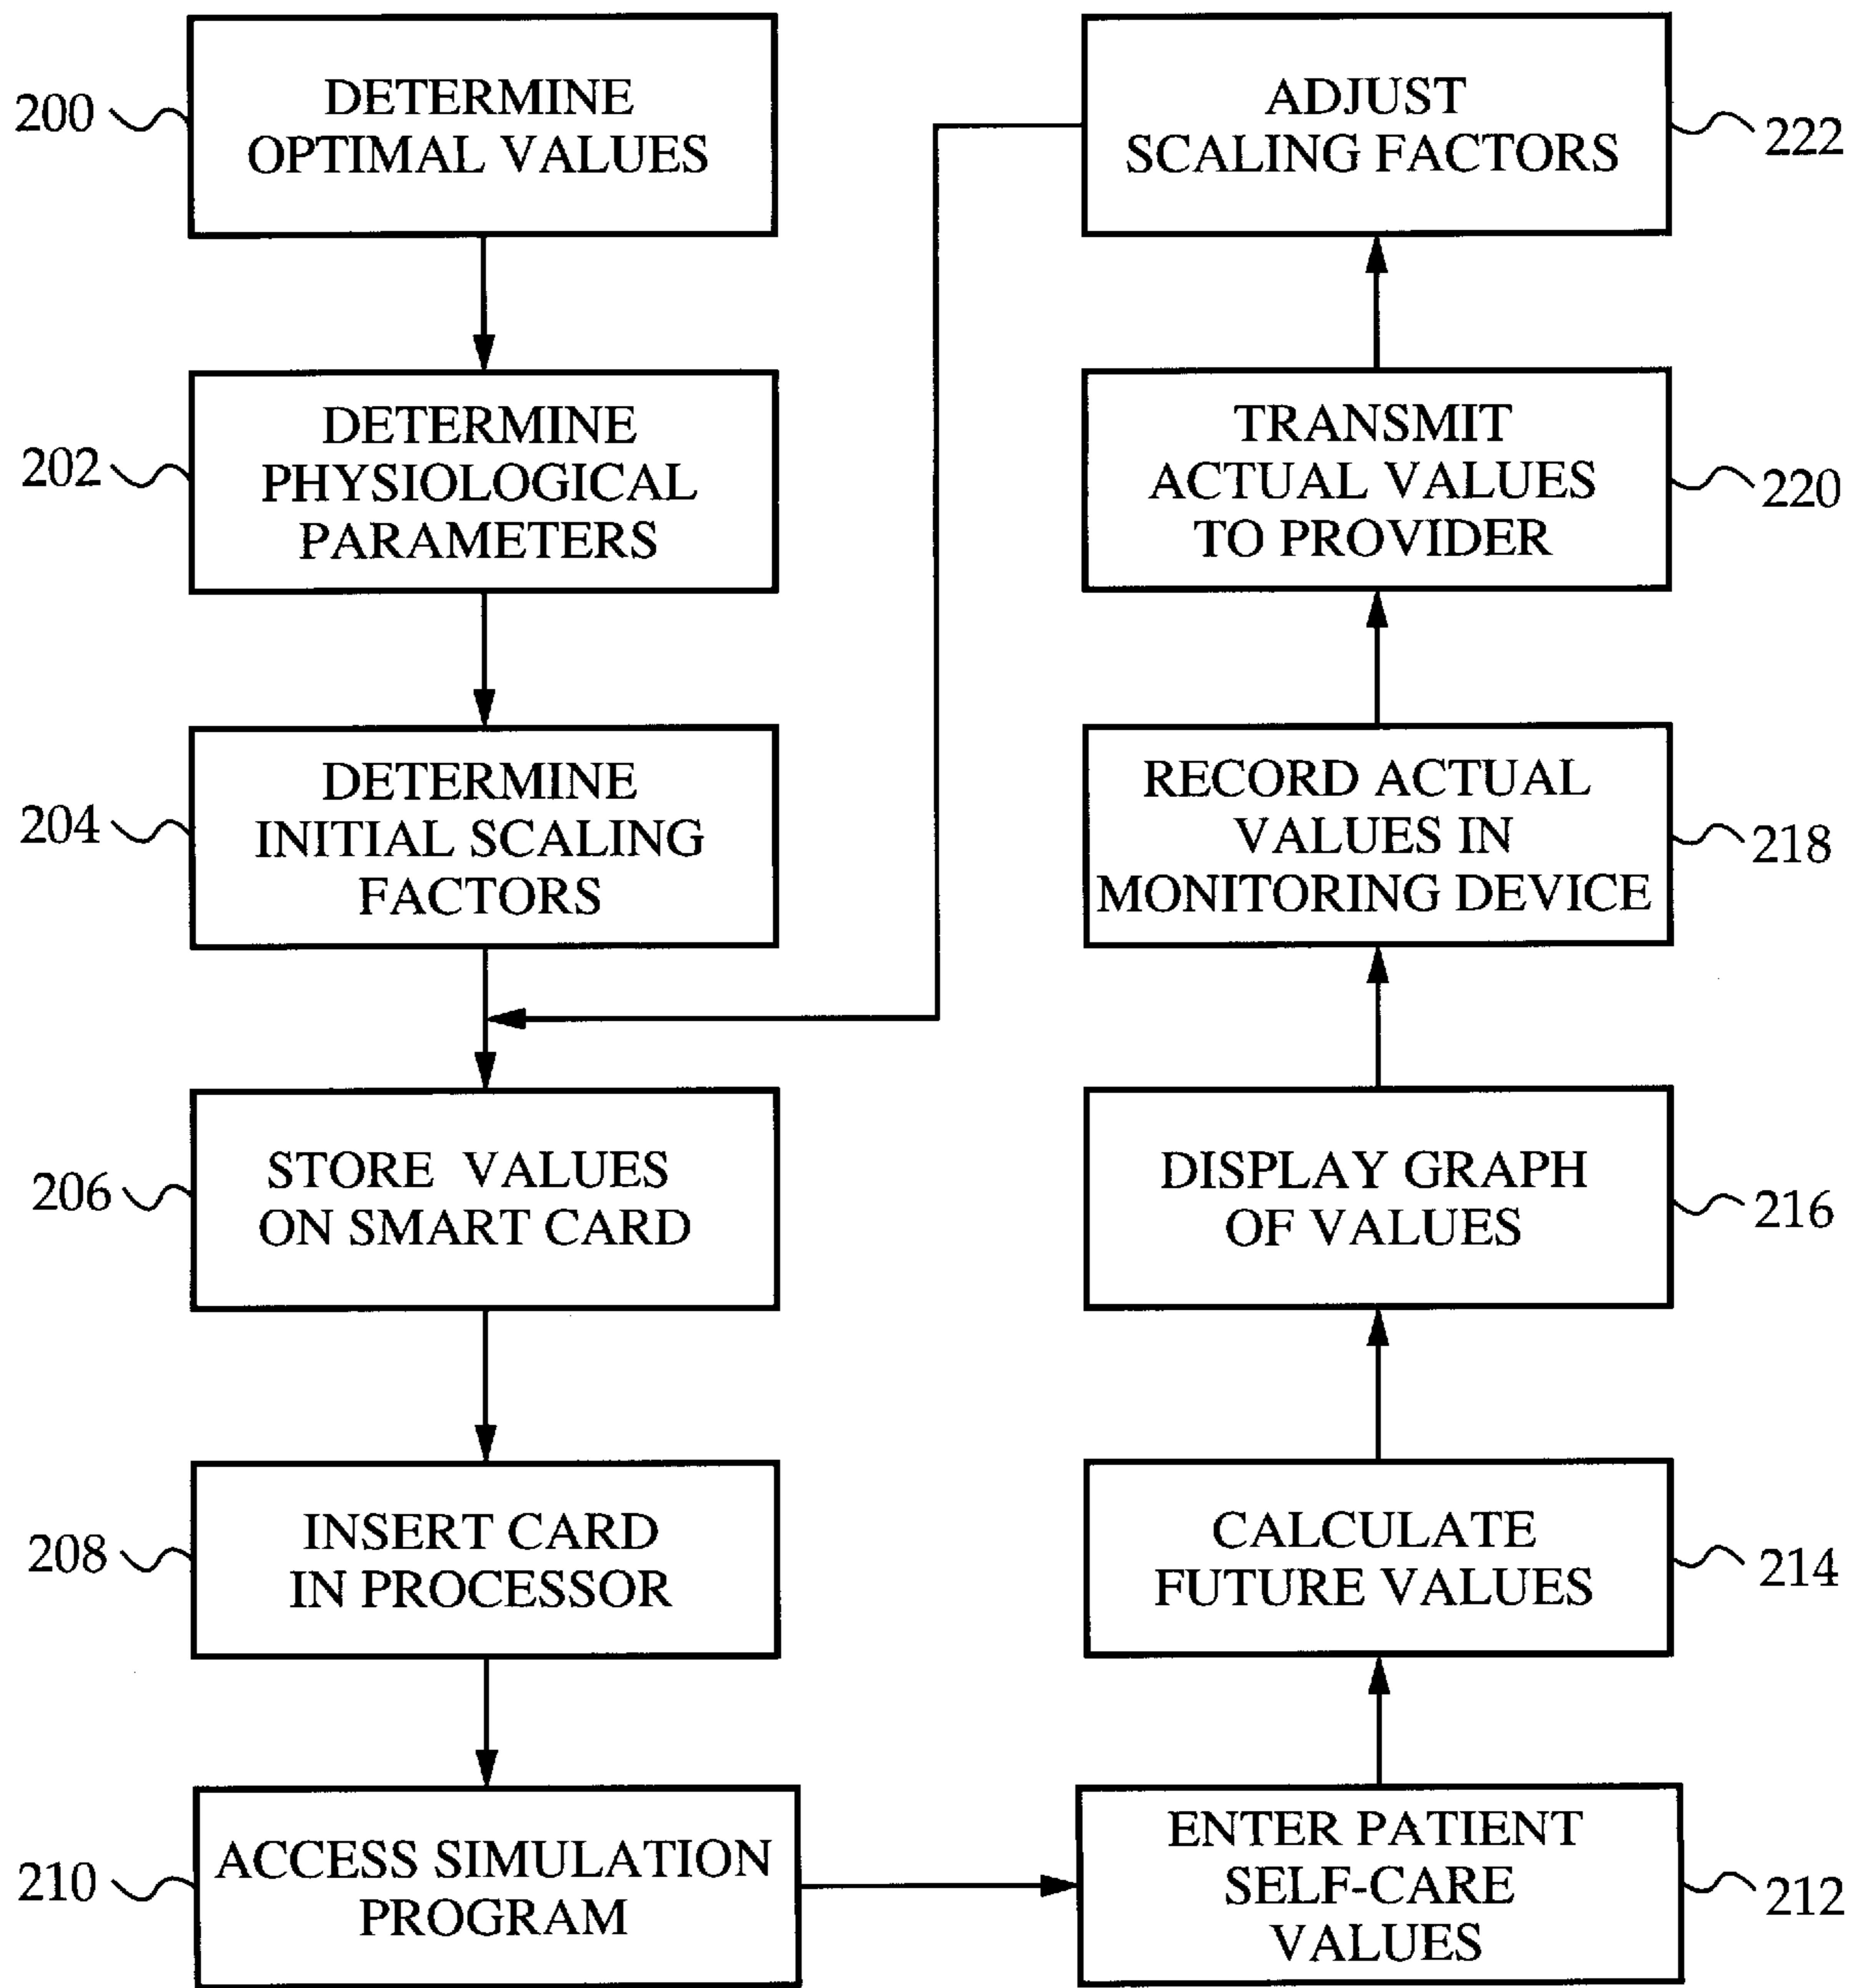 200
DETERMINE
OPTIMAL VALUES
202
DETERMINE
PHYSIOLOGICAL
PARAMETERS
204
DETERMINE
INITIAL SCALING
FACTORS
206
STORE VALUES
ON SMART CARD
208
INSERT CARD
IN PROCESSOR
210
ACCESS SIMULATION
PROGRAM
ENTER PATIENT
SELF-CARE
VALUES
212
CALCULATE
FUTURE VALUES
214
DISPLAY GRAPH
OF VALUES
216
RECORD ACTUAL
VALUES IN
MONITORING DEVICE
218
TRANSMIT
ACTUAL VALUES
TO PROVIDER
220
ADJUST
SCALING FACTORS
222